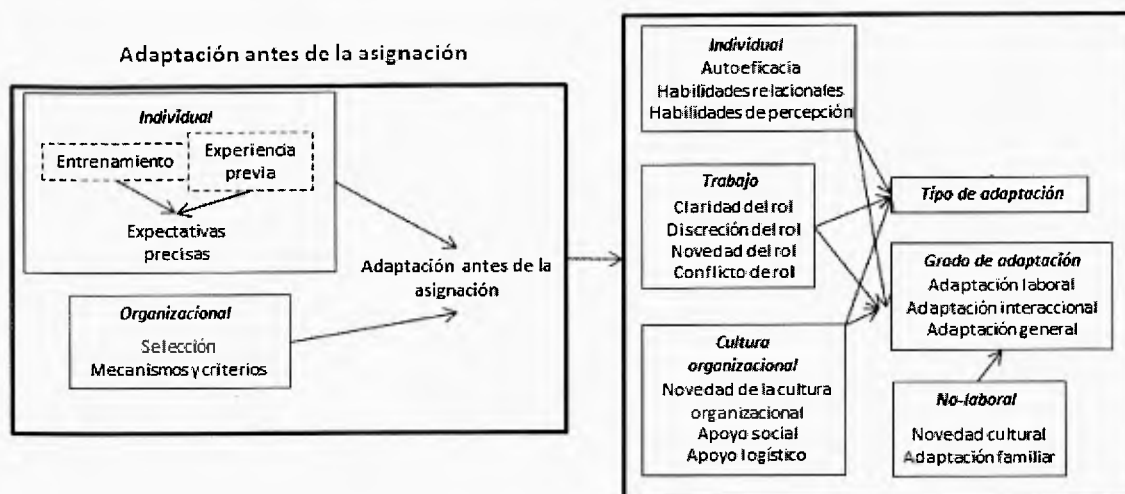 Adaptación antes de la asignación
Individual
Entrenamiento
Experiencia
previa
Expectativas
precisas
Organizacional
Selección
Mecanismos y criterios
Adaptación antes de la
asignación
Individual
Autoeficacia
Habilidades relacionales
Habilidades de percepción
Trabajo
Claridad del rol
Discreción del rol
Novedad del rol
Conflicto de rol
Cultura
organizacional
Novedad de la cultura
organizacional
Apoyo social
Apoyo logístico
Tipo de adaptación
Grado de adaptación
Adaptación laboral
Adaptación interaccional
Adaptación general
No-laboral
Novedad cultural
Adaptación familiar